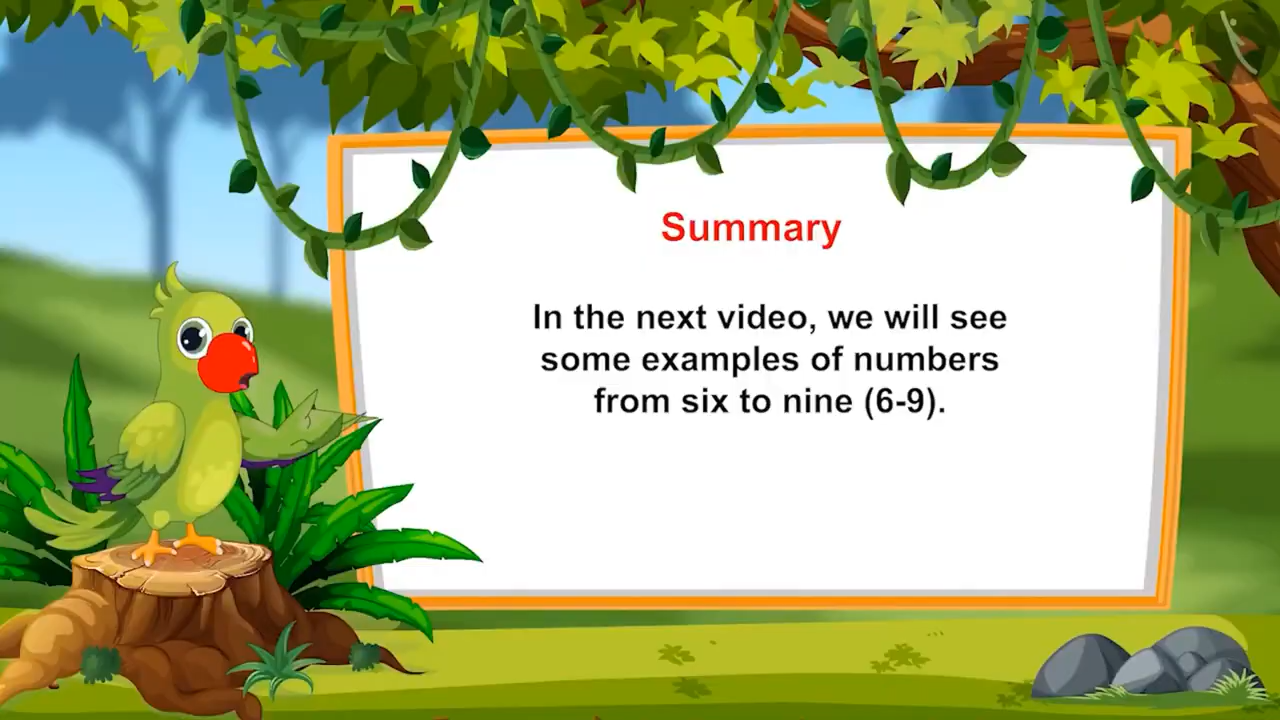 Summary
In the next video, we will see
some examples of numbers
from six to nine (6-9).